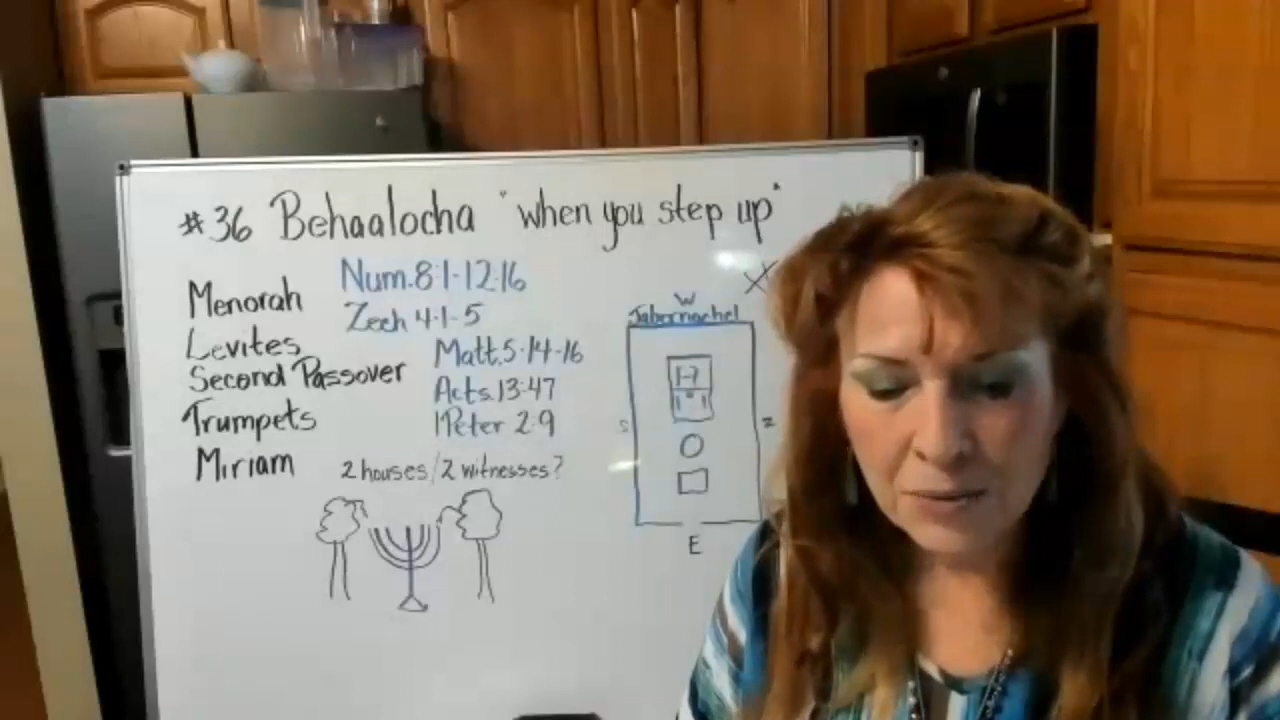 #36 Behaalocha "when you step up"
Menorah
Levites
Second Passover
Trumpets
Miriam
Num. 8:1-12:16
Zech 4:1-5
Matt. 5-14-16
Acts. 13-47
1 Peter 2:9
2 houses/2 witnesses?
W
Tabernachel
S
E